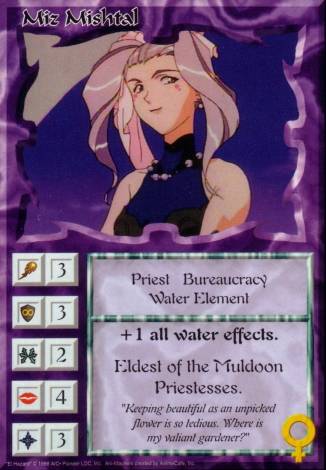 Miz Mishtal
3
3
2
4
3
Priest Bureaucracy
Water Element
+1 all water effects.
Eldest of the Muldoon
Priestesses.
"Keeping beautiful as an unpicked
flower is so tedious. Where is
my valiant gardener?"